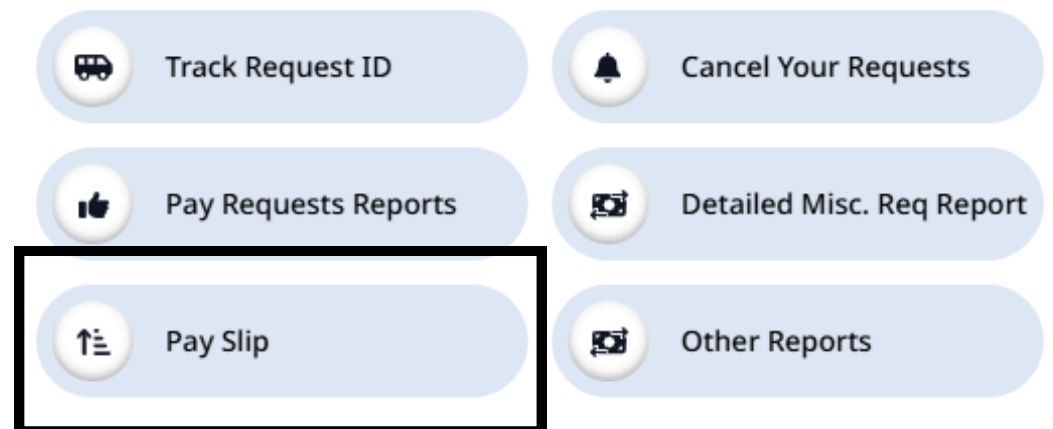 Track Request ID
Cancel Your Requests
Pay Requests Reports
Detailed Misc. Req Report
Pay Slip
Other Reports